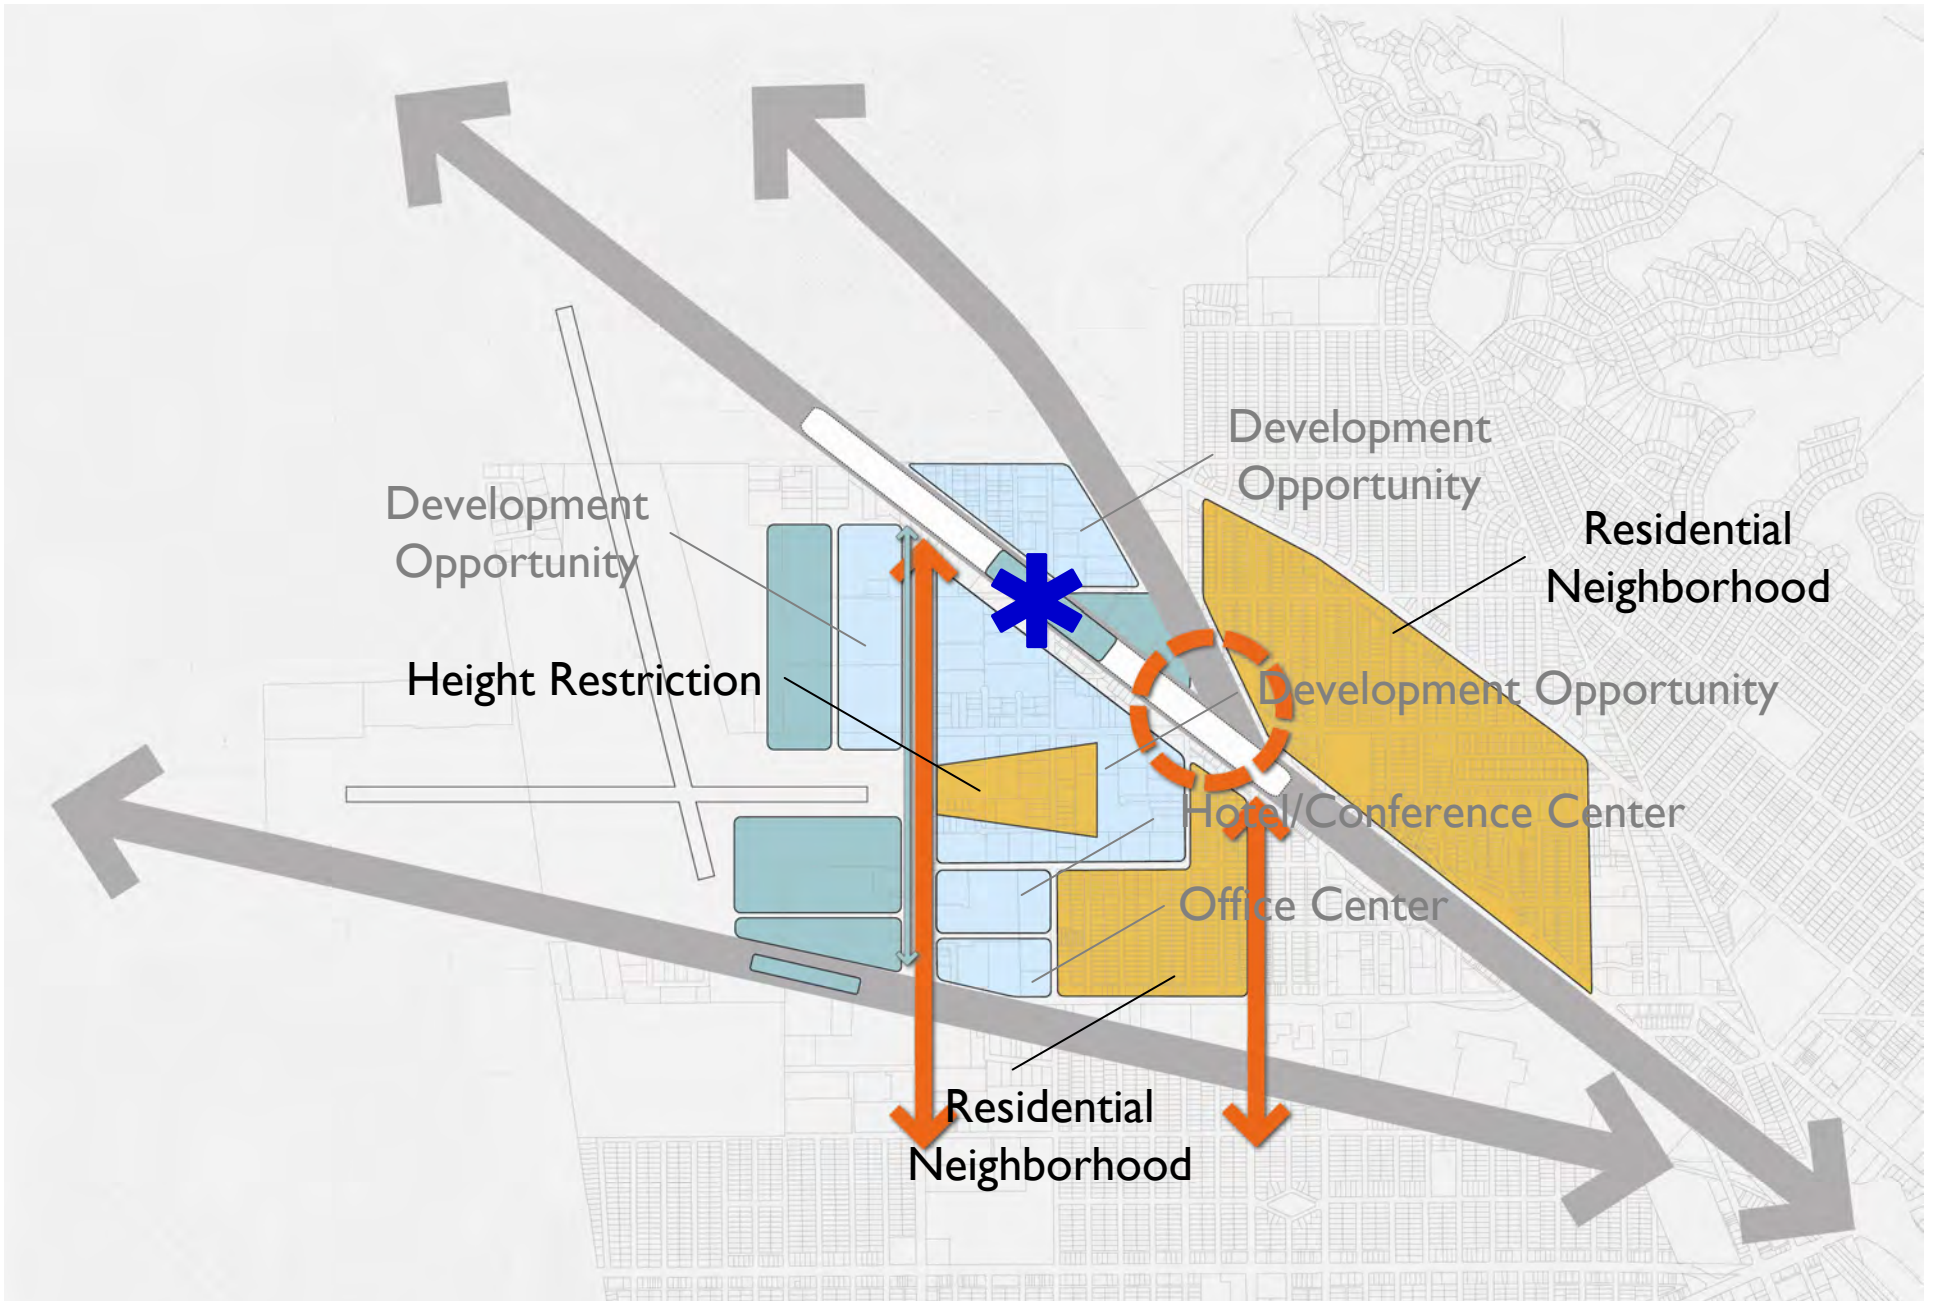 Development
Opportunity
Development
Opportunity
Residential
Neighborhood
Height Restriction
Development Opportunity
Hotel/Conference Center
Office Center
Residential
Neighborhood